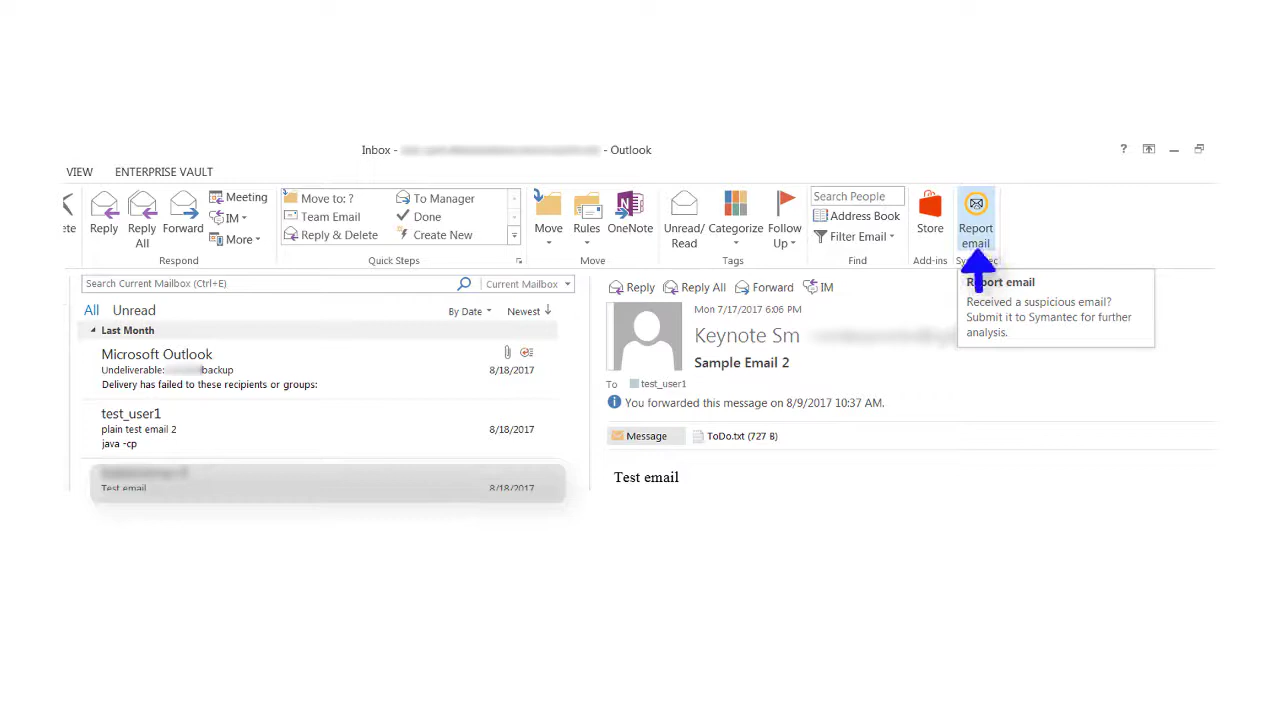 Inbox - - Outlook
?
VIEW ENTERPRISE VAULT
ete
Reply
Reply All
Forward
Meeting
IM
More
Respond
Move to: ?
Team Email
Reply & Delete
To Manager
Done
Create New
Quick Steps
Move
Rules
OneNote
Move
Unread/ Read
Categorize
Follow Up
Tags
Search People
Address Book
Filter Email
Find
Store
Add-ins
Report email
Report email
Received a suspicious email?
Submit it to Symantec for further
analysis.
Search Current Mailbox (Ctrl+E)
Current Mailbox
All Unread
By Date Newest
Last Month
Microsoft Outlook
Undeliverable: backup 8/18/2017
Delivery has failed to these recipients or groups:
test_user1
plain test email 2 8/18/2017
java -cp
Test email 8/18/2017
Reply Reply All Forward IM
Mon 7/17/2017 6:06 PM
Keynote Sm
Sample Email 2
To test_user1
You forwarded this message on 8/9/2017 10:37 AM.
Message ToDo.txt (727 B)
Test email